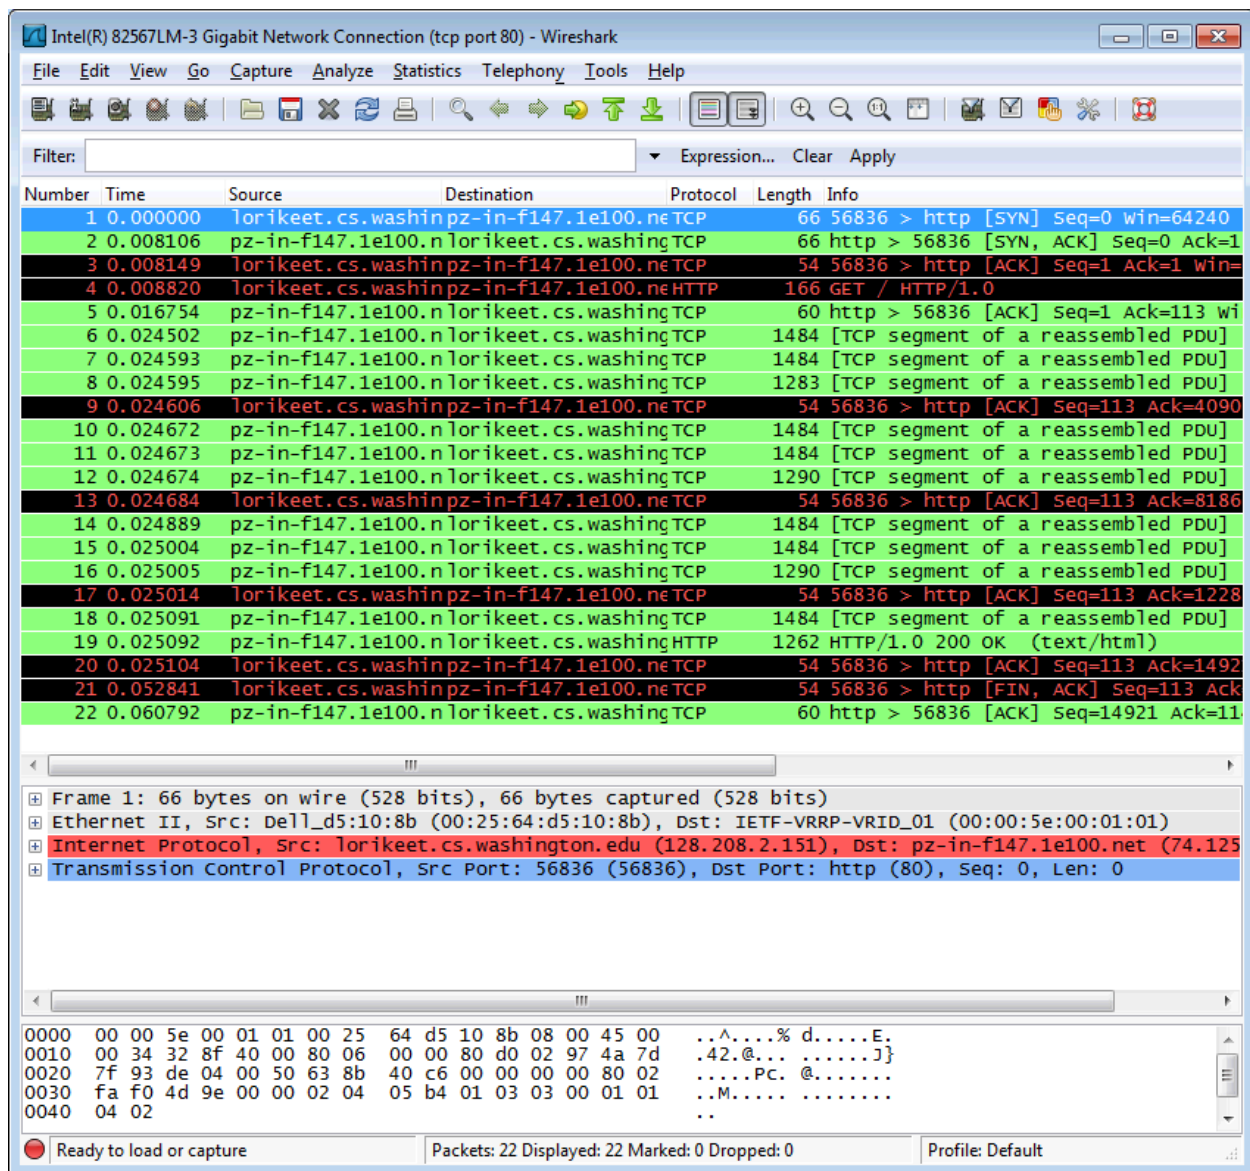 Intel(R) 82567LM-3 Gigabit Network Connection (tcp port 80) - Wireshark
File Edit View Go Capture Analyze Statistics Telephony Tools Help
Filter: Expression... Clear Apply
Number Time Source Destination Protocol Length Info
1 0.000000 lorikeet.cs.washin pz-in-f147.1e100.ne TCP 66 56836 > http [SYN] Seq=0 Win=64240
2 0.008106 pz-in-f147.1e100.n lorikeet.cs.washing TCP 66 http > 56836 [SYN, ACK] Seq=0 Ack=1
3 0.008149 lorikeet.cs.washin pz-in-f147.1e100.ne TCP 54 56836 > http [ACK] Seq=1 Ack=1 Win=
4 0.008820 lorikeet.cs.washin pz-in-f147.1e100.ne HTTP 166 GET / HTTP/1.0
5 0.016754 pz-in-f147.1e100.n lorikeet.cs.washing TCP 60 http > 56836 [ACK] Seq=1 Ack=113 Wi
6 0.024502 pz-in-f147.1e100.n lorikeet.cs.washing TCP 1484 [TCP segment of a reassembled PDU]
7 0.024593 pz-in-f147.1e100.n lorikeet.cs.washing TCP 1484 [TCP segment of a reassembled PDU]
8 0.024595 pz-in-f147.1e100.n lorikeet.cs.washing TCP 1283 [TCP segment of a reassembled PDU]
9 0.024606 lorikeet.cs.washin pz-in-f147.1e100.ne TCP 54 56836 > http [ACK] Seq=113 Ack=4090
10 0.024672 pz-in-f147.1e100.n lorikeet.cs.washing TCP 1484 [TCP segment of a reassembled PDU]
11 0.024673 pz-in-f147.1e100.n lorikeet.cs.washing TCP 1484 [TCP segment of a reassembled PDU]
12 0.024674 pz-in-f147.1e100.n lorikeet.cs.washing TCP 1290 [TCP segment of a reassembled PDU]
13 0.024684 lorikeet.cs.washin pz-in-f147.1e100.ne TCP 54 56836 > http [ACK] Seq=113 Ack=8186
14 0.024889 pz-in-f147.1e100.n lorikeet.cs.washing TCP 1484 [TCP segment of a reassembled PDU]
15 0.025004 pz-in-f147.1e100.n lorikeet.cs.washing TCP 1484 [TCP segment of a reassembled PDU]
16 0.025005 pz-in-f147.1e100.n lorikeet.cs.washing TCP 1290 [TCP segment of a reassembled PDU]
17 0.025014 lorikeet.cs.washin pz-in-f147.1e100.ne TCP 54 56836 > http [ACK] Seq=113 Ack=1228
18 0.025091 pz-in-f147.1e100.n lorikeet.cs.washing TCP 1484 [TCP segment of a reassembled PDU]
19 0.025092 pz-in-f147.1e100.n lorikeet.cs.washing HTTP 1262 HTTP/1.0 200 OK (text/html)
20 0.025104 lorikeet.cs.washin pz-in-f147.1e100.ne TCP 54 56836 > http [ACK] Seq=113 Ack=1492
21 0.052841 lorikeet.cs.washin pz-in-f147.1e100.ne TCP 54 56836 > http [FIN, ACK] Seq=113 Ack
22 0.060792 pz-in-f147.1e100.n lorikeet.cs.washing TCP 60 http > 56836 [ACK] Seq=14921 Ack=11
Frame 1: 66 bytes on wire (528 bits), 66 bytes captured (528 bits)
Ethernet II, Src: Dell_d5:10:8b (00:25:64:d5:10:8b), Dst: IETF-VRRP-VRID_01 (00:00:5e:00:01:01)
Internet Protocol, Src: lorikeet.cs.washington.edu (128.208.2.151), Dst: pz-in-f147.1e100.net (74.125
Transmission Control Protocol, Src Port: 56836 (56836), Dst Port: http (80), Seq: 0, Len: 0
0000 00 00 5e 00 01 01 00 25 64 d5 10 8b 08 00 45 00 ..^....% d.....E.
0010 00 34 32 8f 40 00 80 06 00 00 80 d0 02 97 4a 7d .42.@... ......J}
0020 7f 93 de 04 00 50 63 8b 40 c6 00 00 00 00 80 02 .....Pc. @.......
0030 fa f0 4d 9e 00 00 02 04 05 b4 01 03 03 00 01 01 ..M..... ........
0040 04 02 ..
Ready to load or capture Packets: 22 Displayed: 22 Marked: 0 Dropped: 0 Profile: Default